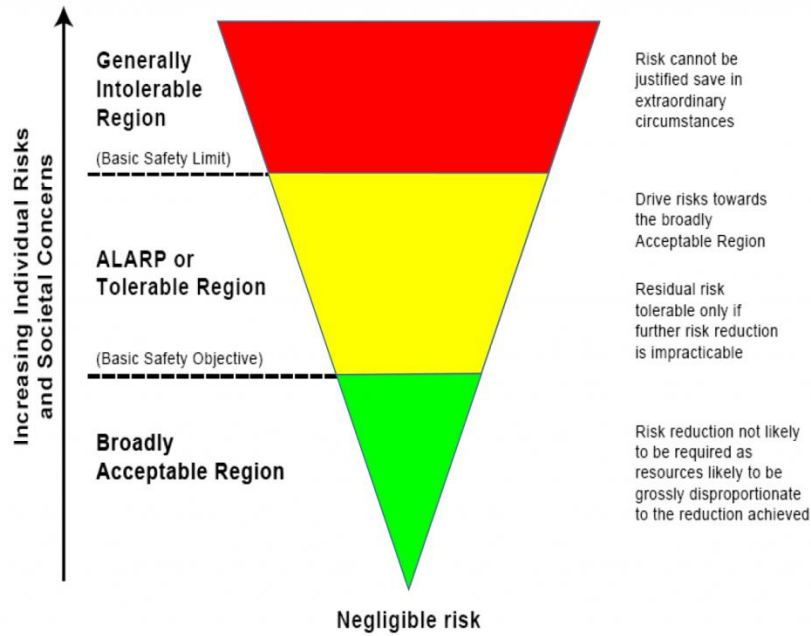 Increasing Individual Risks
and Societal Concerns
Generally
Intolerable
Region
(Basic Safety Limit)
Risk cannot be
justified save in
extraordinary
circumstances
ALARP or
Tolerable Region
(Basic Safety Objective)
Drive risks towards
the broadly
Acceptable Region
Residual risk
tolerable only if
further risk reduction
is impracticable
Broadly
Acceptable Region
Risk reduction not likely
to be required as
resources likely to be
grossly disproportionate
to the reduction achieved
Negligible risk